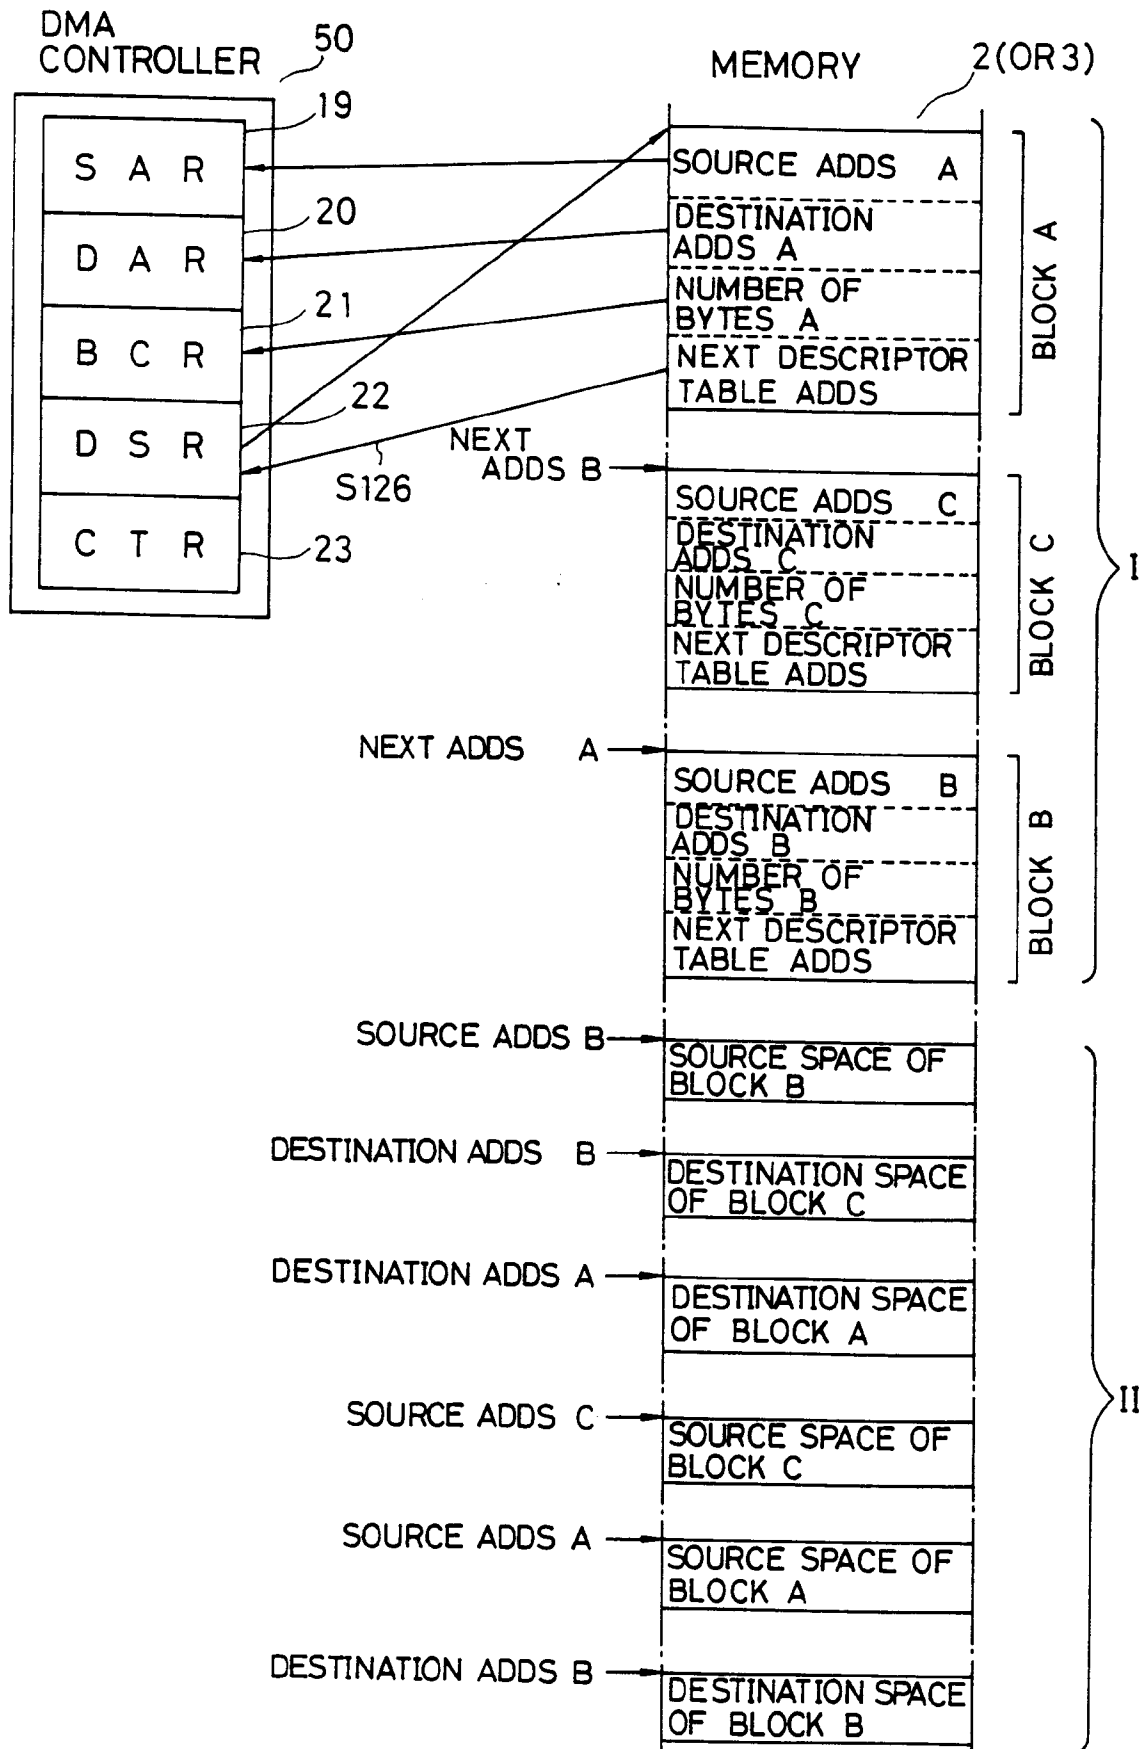 DMA
CONTROLLER
50
MEMORY
2(OR3)
19
S A R
20
D A R
21
B C R
22
D S R
23
C T R
S126
SOURCE ADDS A
DESTINATION
ADDS A
NUMBER OF
BYTES A
NEXT DESCRIPTOR
TABLE ADDS
BLOCK A
NEXT
ADDS B
SOURCE ADDS C
DESTINATION
ADDS C
NUMBER OF
BYTES C
NEXT DESCRIPTOR
TABLE ADDS
BLOCK C
I
NEXT ADDS A
SOURCE ADDS B
DESTINATION
ADDS B
NUMBER OF
BYTES B
NEXT DESCRIPTOR
TABLE ADDS
BLOCK B
SOURCE ADDS B
SOURCE SPACE OF
BLOCK B
DESTINATION ADDS B
DESTINATION SPACE
OF BLOCK C
DESTINATION ADDS A
DESTINATION SPACE
OF BLOCK A
II
SOURCE ADDS C
SOURCE SPACE OF
BLOCK C
SOURCE ADDS A
SOURCE SPACE OF
BLOCK A
DESTINATION ADDS B
DESTINATION SPACE
OF BLOCK B